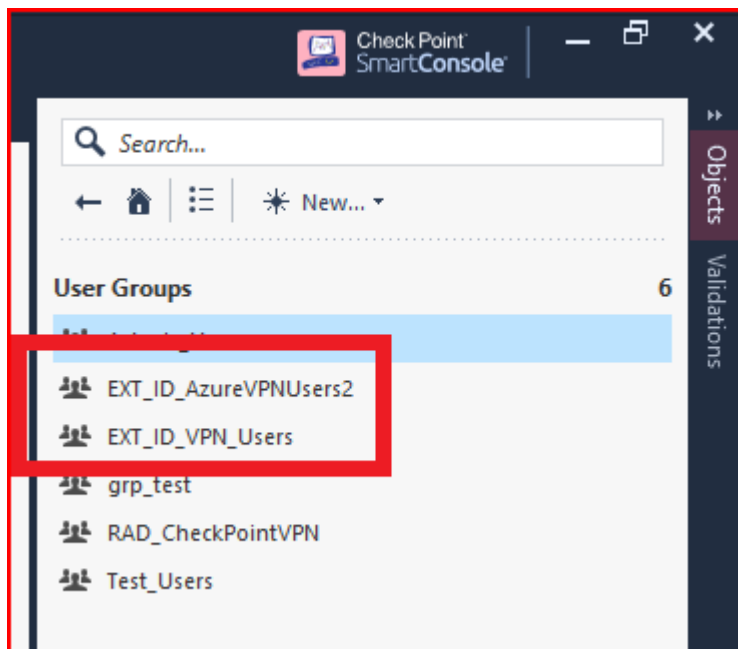 Check Point
SmartConsole
Search...
New...
User Groups 6
EXT_ID_AzureVPNUsers2
EXT_ID_VPN_Users
grp_test
RAD_CheckPointVPN
Test_Users
Objects
Validations